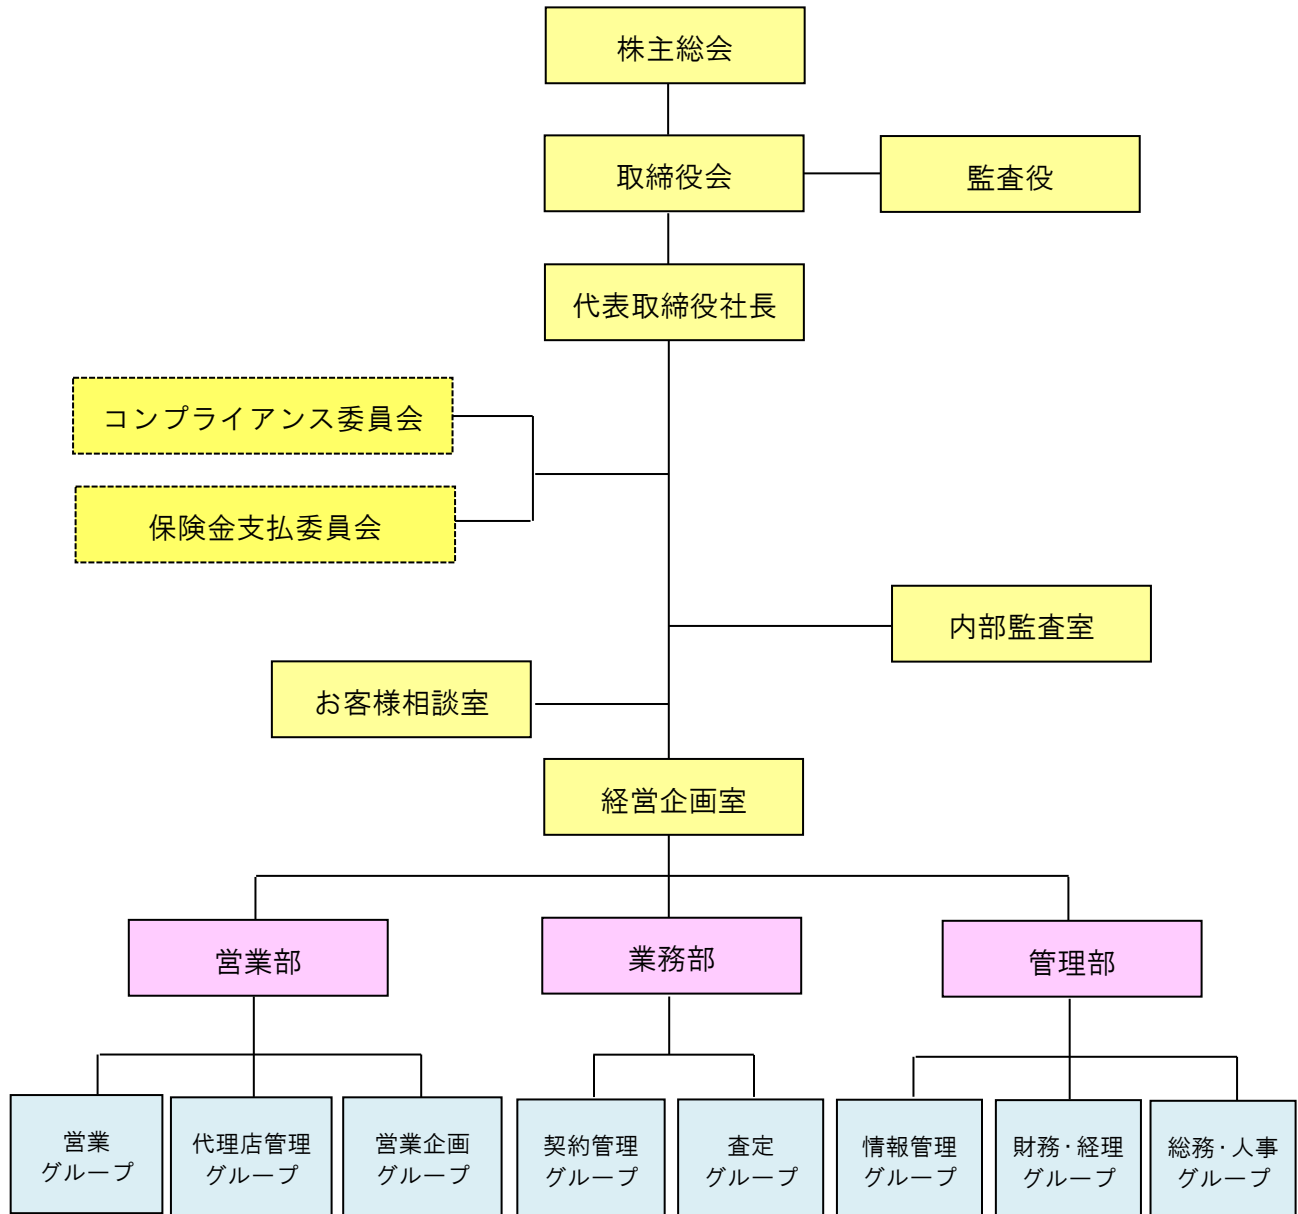 株主総会
取締役会
監査役
代表取締役社長
コンプライアンス委員会
保険金支払委員会
内部監査室
お客様相談室
経営企画室
営業部
業務部
管理部
営業
グループ
代理店管理
グループ
営業企画
グループ
契約管理
グループ
査定
グループ
情報管理
グループ
財務・経理
グループ
総務・人事
グループ